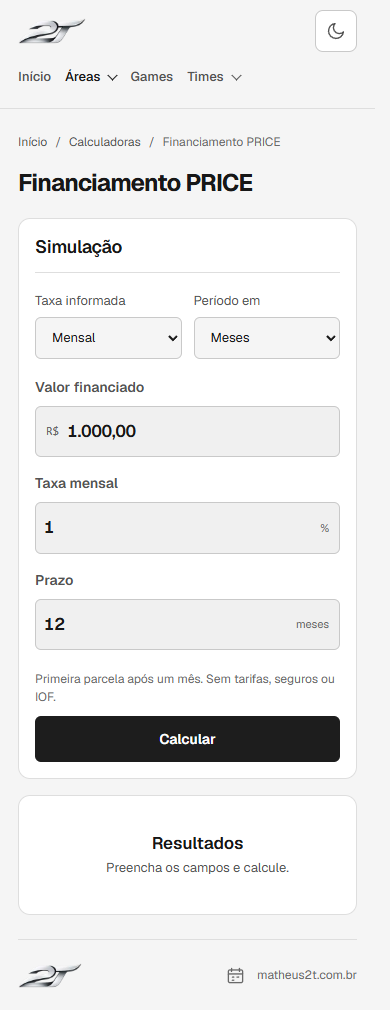 2T
Início Áreas Games Times
Início / Calculadoras / Financiamento PRICE
Financiamento PRICE
Simulação
Taxa informada Período em
Mensal Meses
Valor financiado
R$ 1.000,00
Taxa mensal
1 %
Prazo
12 meses
Primeira parcela após um mês. Sem tarifas, seguros ou
IOF.
Calcular
Resultados
Preencha os campos e calcule.
2T matheus2t.com.br